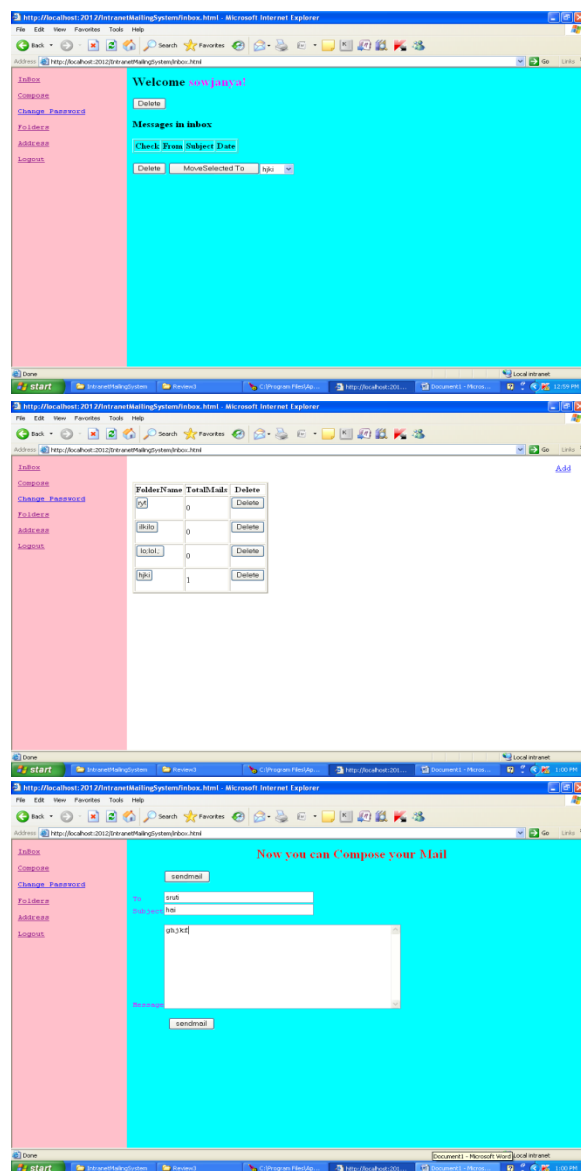 http://localhost:2012/IntranetMailingSystem/inbox.html - Microsoft Internet Explorer
File Edit View Favorites Tools Help
Back Search Favorites
Address http://localhost:2012/IntranetMailingSystem/inbox.html Go Links
InBox
Compose
Change Password
Folders
Address
Logout
Welcome sowjanya!
Delete
Messages in inbox
Check From Subject Date
Delete MoveSelected To hjki
Done Local intranet
start IntranetMailingSystem Review3 C:\Program Files\Ap... http://localhost:201... Document1 - Micros... 12:59 PM
http://localhost:2012/IntranetMailingSystem/inbox.html - Microsoft Internet Explorer
File Edit View Favorites Tools Help
Back Search Favorites
Address http://localhost:2012/IntranetMailingSystem/inbox.html Go Links
InBox
Compose
Change Password
Folders
Address
Logout
Add
FolderName TotalMails Delete
ryt 0 Delete
ilkilo 0 Delete
lo;lol.; 0 Delete
hjki 1 Delete
Done Local intranet
start IntranetMailingSystem Review3 C:\Program Files\Ap... http://localhost:201... Document1 - Micros... 1:00 PM
http://localhost:2012/IntranetMailingSystem/inbox.html - Microsoft Internet Explorer
File Edit View Favorites Tools Help
Back Search Favorites
Address http://localhost:2012/IntranetMailingSystem/inbox.html Go Links
InBox
Compose
Change Password
Folders
Address
Logout
Now you can Compose your Mail
sendmail
To sruti
Subject hai
ghjkf
Message
sendmail
Done Document1 - Microsoft Word Local intranet
start IntranetMailingSystem Review3 C:\Program Files\Ap... http://localhost:201... Document1 - Micros... 1:00 PM